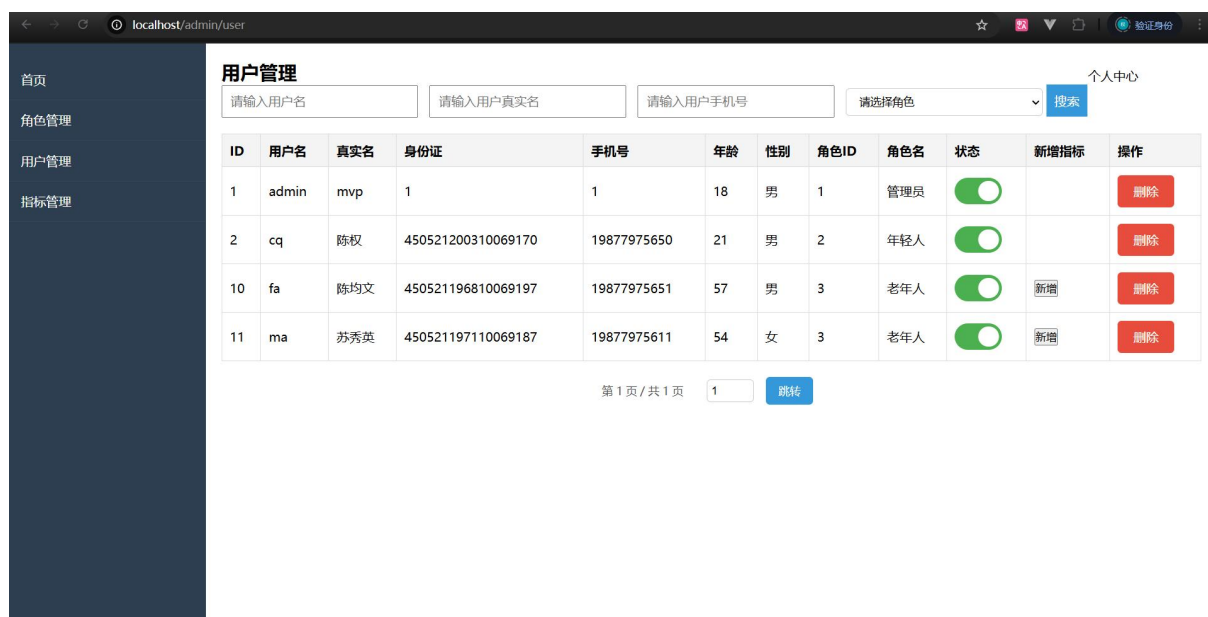 localhost/admin/user
验证身份
首页
角色管理
用户管理
指标管理
用户管理
个人中心
请输入用户名 请输入用户真实名 请输入用户手机号 请选择角色 搜索
ID 用户名 真实名 身份证 手机号 年龄 性别 角色ID 角色名 状态 新增指标 操作
1 admin mvp 1 1 18 男 1 管理员 删除
2 cq 陈权 450521200310069170 19877975650 21 男 2 年轻人 删除
10 fa 陈均文 450521196810069197 19877975651 57 男 3 老年人 新增 删除
11 ma 苏秀英 450521197110069187 19877975611 54 女 3 老年人 新增 删除
第 1 页 / 共 1 页 1 跳转